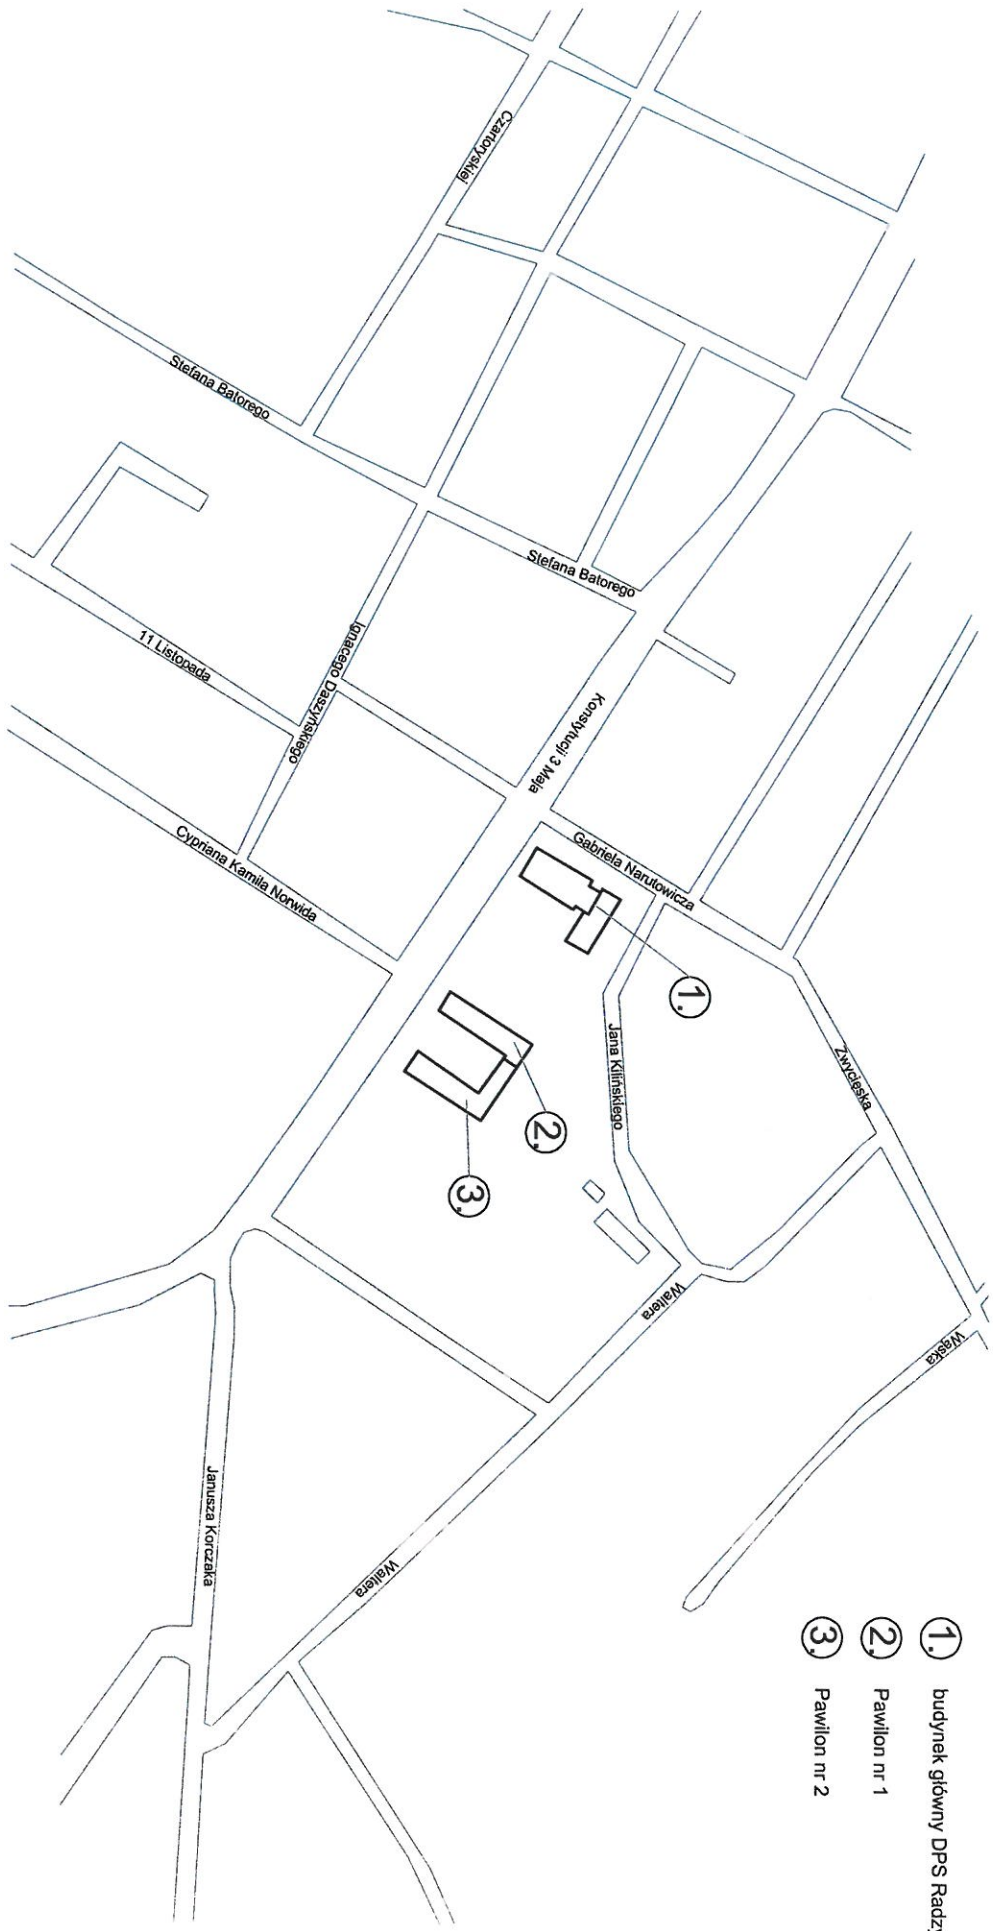 Czartoryskiej
Stefana Batorego
Stefana Batorego
11 Listopada
Ignacego Daszyńskiego
Konstytucji 3 Maja
Gabriela Narutowicza
Cypriana Kamila Norwida
1.
Jana Kilińskiego
Zwycięska
2.
3.
Waltera
Wąska
Janusza Korczaka
Waltera
1. budynek główny DPS
2. Pawilon nr 1
3. Pawilon nr 2